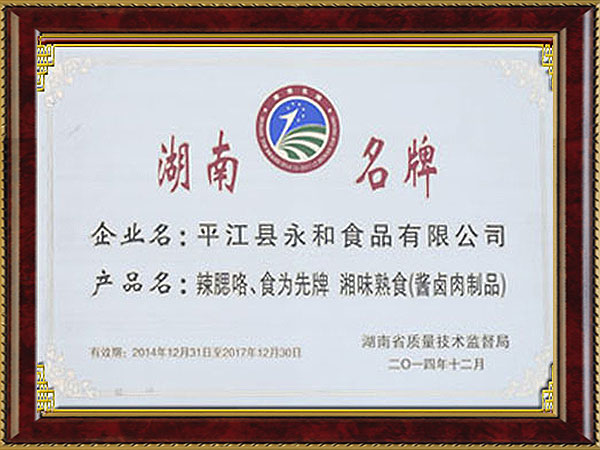 湖南 名牌
企业名：平江县永和食品有限公司
产品名：辣腮咯、食为先牌 湘味熟食(酱卤肉制品)
有效期：2014年12月31日至2017年12月30日
湖南省质量技术监督局
二〇一四年十二月